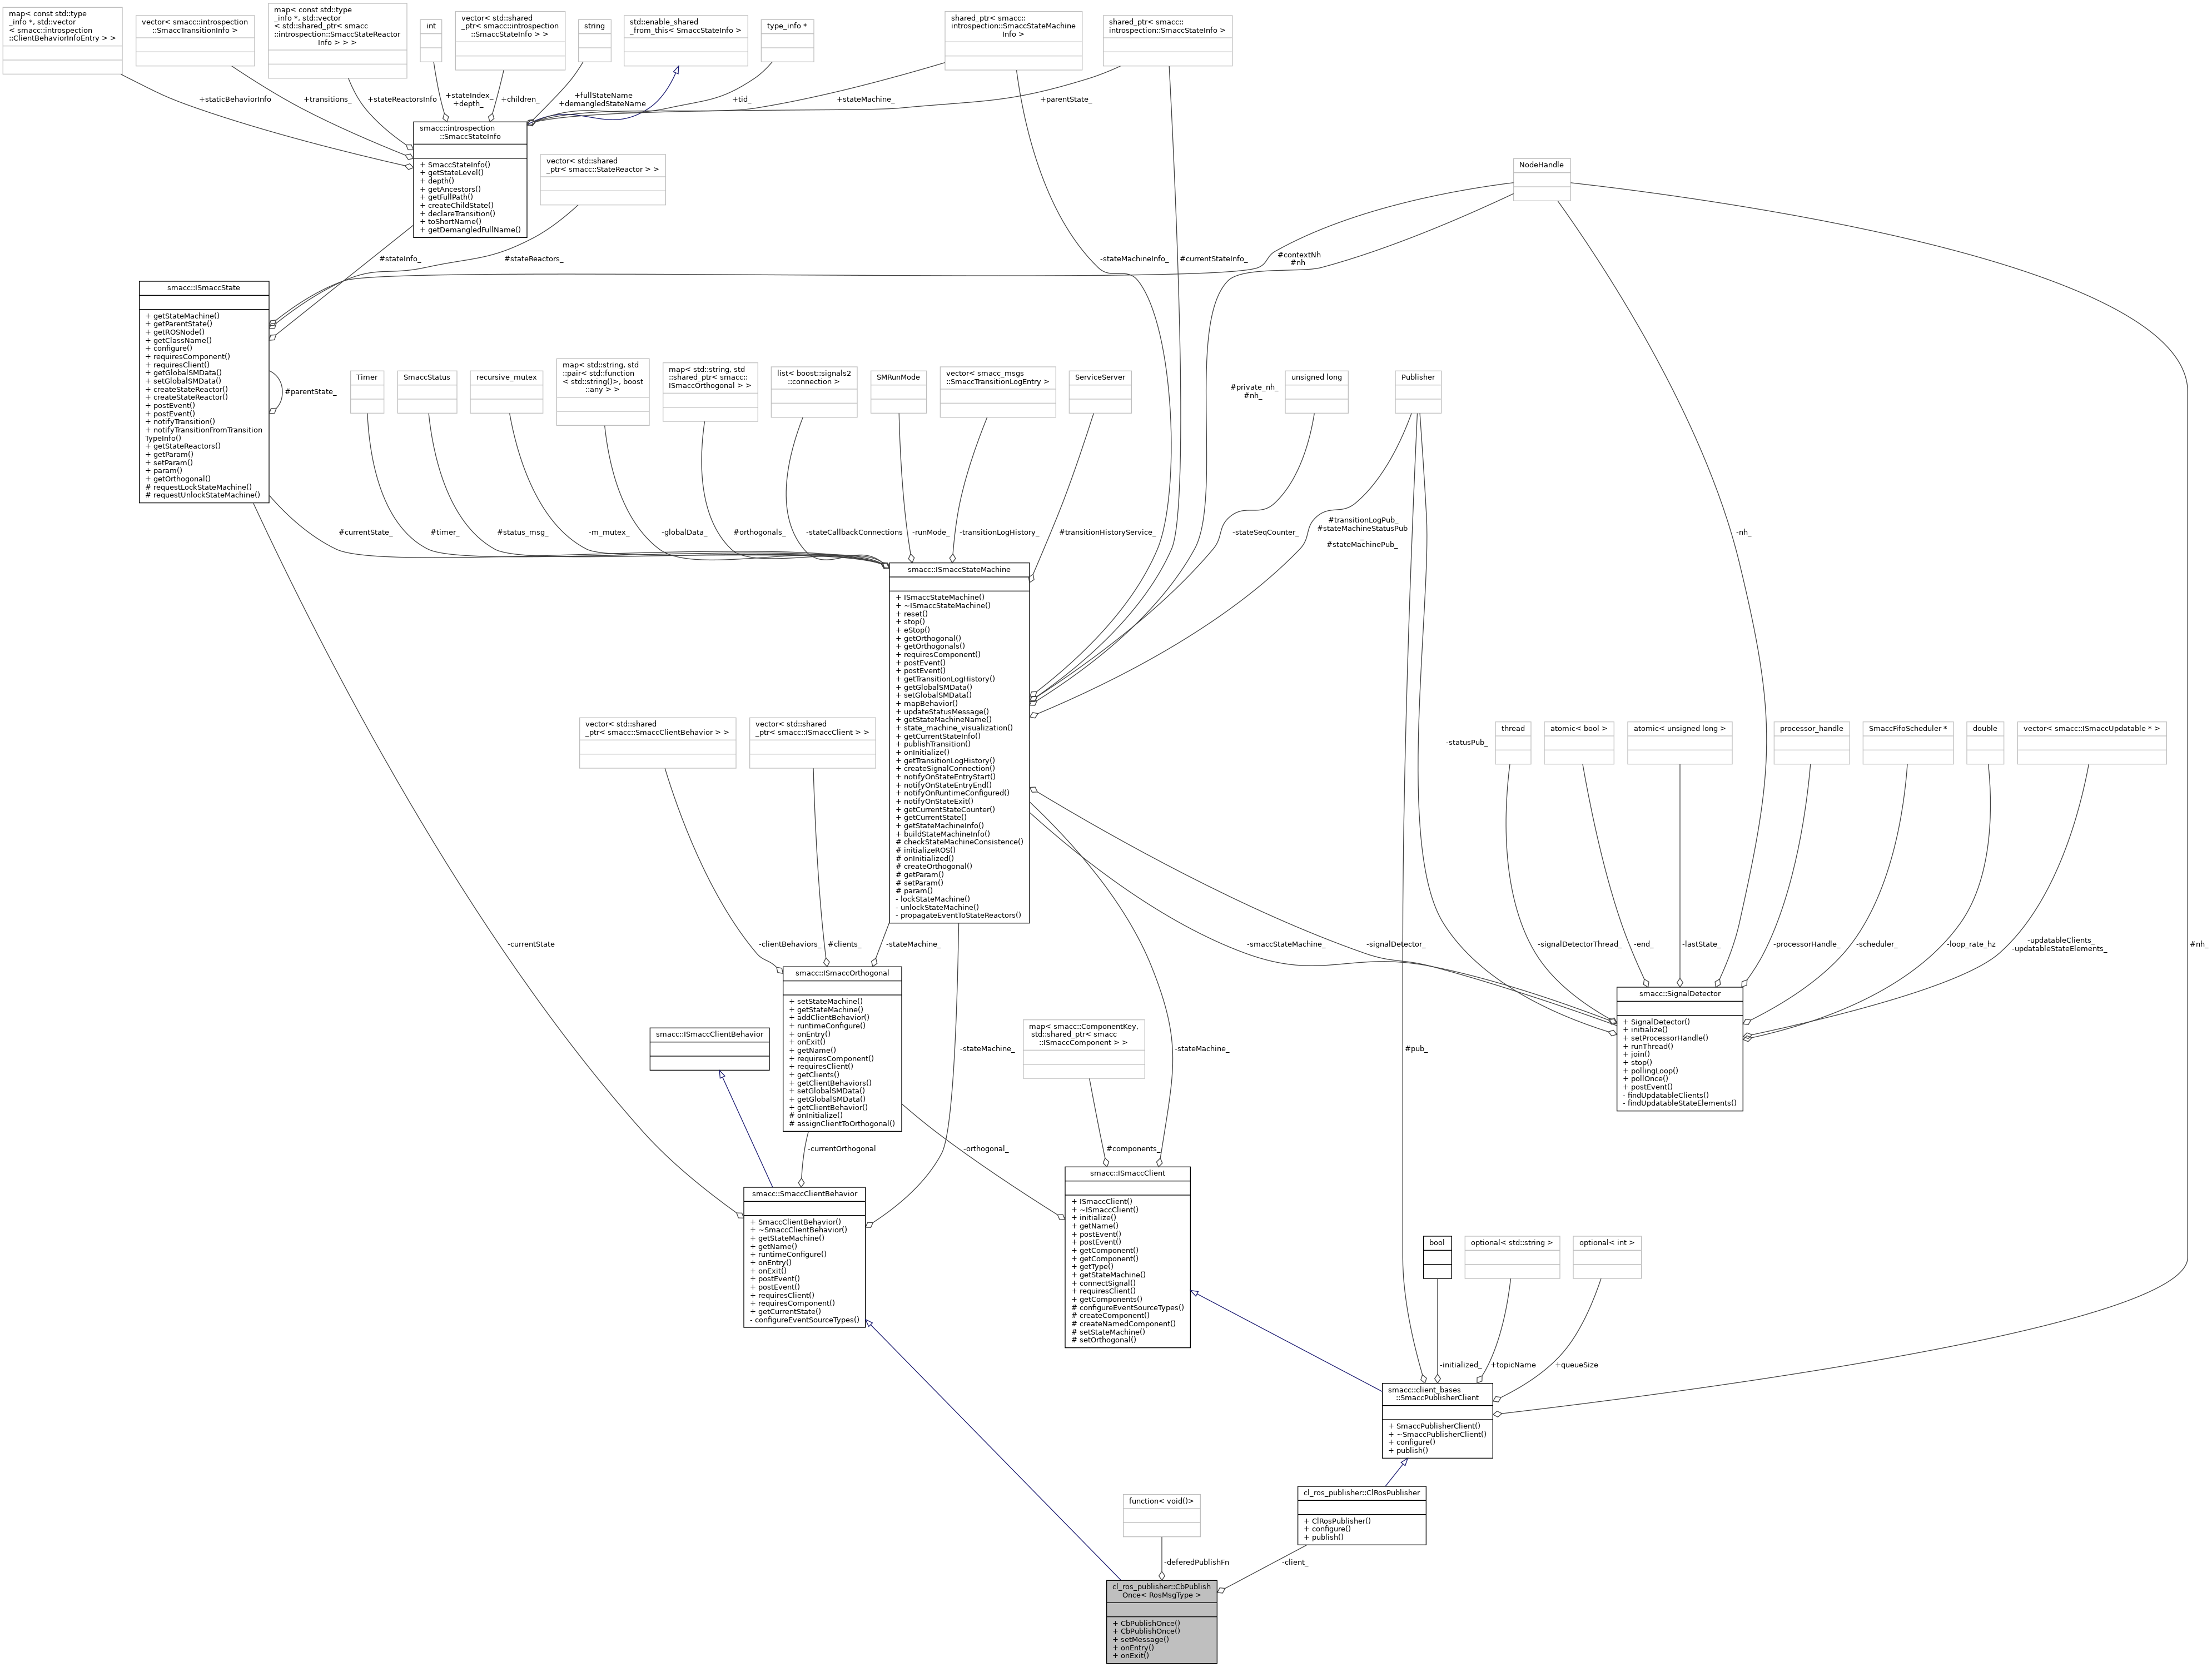 map< const std::type
_info *, std::vector
< smacc::introspection
::ClientBehaviorInfoEntry > >
vector< smacc::introspection
::SmaccTransitionInfo >
map< const std::type
_info *, std::vector
< std::shared_ptr< smacc
::introspection::SmaccStateReactor
Info > > >
int
vector< std::shared
_ptr< smacc::introspection
::SmaccStateInfo > >
string
std::enable_shared
_from_this< SmaccStateInfo >
type_info *
shared_ptr< smacc::
introspection::SmaccStateMachine
Info >
shared_ptr< smacc::
introspection::SmaccStateInfo >
+staticBehaviorInfo
+transitions_
+stateReactorsInfo
+stateIndex_
+depth_
+children_
+fullStateName
+demangledStateName
+tid_
+stateMachine_
+parentState_
smacc::introspection
::SmaccStateInfo
+ SmaccStateInfo()
+ getStateLevel()
+ depth()
+ getAncestors()
+ getFullPath()
+ createChildState()
+ declareTransition()
+ toShortName()
+ getDemangledFullName()
vector< std::shared
_ptr< smacc::StateReactor > >
NodeHandle
#stateInfo_
#stateReactors_
-stateMachineInfo_
#currentStateInfo_
#contextNh
#nh
smacc::ISmaccState
+ getStateMachine()
+ getParentState()
+ getROSNode()
+ getClassName()
+ configure()
+ requiresComponent()
+ requiresClient()
+ getGlobalSMData()
+ setGlobalSMData()
+ createStateReactor()
+ createStateReactor()
+ postEvent()
+ postEvent()
+ notifyTransition()
+ notifyTransitionFromTransition
TypeInfo()
+ getStateReactors()
+ getParam()
+ setParam()
+ param()
+ getOrthogonal()
# requestLockStateMachine()
# requestUnlockStateMachine()
#parentState_
Timer
SmaccStatus
recursive_mutex
map< std::string, std
::pair< std::function
< std::string()>, boost
::any > >
map< std::string, std
::shared_ptr< smacc::
ISmaccOrthogonal > >
list< boost::signals2
::connection >
SMRunMode
vector< smacc_msgs
::SmaccTransitionLogEntry >
ServiceServer
#private_nh_
#nh_
unsigned long
Publisher
#currentState_
#timer_
#status_msg_
-m_mutex_
-globalData_
#orthogonals_
-stateCallbackConnections
-runMode_
-transitionLogHistory_
#transitionHistoryService_
-stateSeqCounter_
#transitionLogPub_
#stateMachineStatusPub
_
#stateMachinePub_
-nh_
smacc::ISmaccStateMachine
+ ISmaccStateMachine()
+ ~ISmaccStateMachine()
+ reset()
+ stop()
+ eStop()
+ getOrthogonal()
+ getOrthogonals()
+ requiresComponent()
+ postEvent()
+ postEvent()
+ getTransitionLogHistory()
+ getGlobalSMData()
+ setGlobalSMData()
+ mapBehavior()
+ updateStatusMessage()
+ getStateMachineName()
+ state_machine_visualization()
+ getCurrentStateInfo()
+ publishTransition()
+ onInitialize()
+ getTransitionLogHistory()
+ createSignalConnection()
+ notifyOnStateEntryStart()
+ notifyOnStateEntryEnd()
+ notifyOnRuntimeConfigured()
+ notifyOnStateExit()
+ getCurrentStateCounter()
+ getCurrentState()
+ getStateMachineInfo()
+ buildStateMachineInfo()
# checkStateMachineConsistence()
# initializeROS()
# onInitialized()
# createOrthogonal()
# getParam()
# setParam()
# param()
- lockStateMachine()
- unlockStateMachine()
- propagateEventToStateReactors()
vector< std::shared
_ptr< smacc::SmaccClientBehavior > >
vector< std::shared
_ptr< smacc::ISmaccClient > >
-statusPub_
thread
atomic< bool >
atomic< unsigned long >
processor_handle
SmaccFifoScheduler *
double
vector< smacc::ISmaccUpdatable * >
-currentState
-clientBehaviors_
#clients_
-stateMachine_
-smaccStateMachine_
-signalDetector_
-signalDetectorThread_
-end_
-lastState_
-processorHandle_
-scheduler_
-loop_rate_hz
-updatableClients_
-updatableStateElements_
#nh_
smacc::ISmaccOrthogonal
+ setStateMachine()
+ getStateMachine()
+ addClientBehavior()
+ runtimeConfigure()
+ onEntry()
+ onExit()
+ getName()
+ requiresComponent()
+ requiresClient()
+ getClients()
+ getClientBehaviors()
+ setGlobalSMData()
+ getGlobalSMData()
+ getClientBehavior()
# onInitialize()
# assignClientToOrthogonal()
smacc::SignalDetector
+ SignalDetector()
+ initialize()
+ setProcessorHandle()
+ runThread()
+ join()
+ stop()
+ pollingLoop()
+ pollOnce()
+ postEvent()
- findUpdatableClients()
- findUpdatableStateElements()
smacc::ISmaccClientBehavior
map< smacc::ComponentKey,
std::shared_ptr< smacc
::ISmaccComponent > >
-stateMachine_
-stateMachine_
#pub_
-currentOrthogonal
-orthogonal_
#components_
smacc::SmaccClientBehavior
+ SmaccClientBehavior()
+ ~SmaccClientBehavior()
+ getStateMachine()
+ getName()
+ runtimeConfigure()
+ onEntry()
+ onExit()
+ postEvent()
+ postEvent()
+ requiresClient()
+ requiresComponent()
+ getCurrentState()
- configureEventSourceTypes()
smacc::ISmaccClient
+ ISmaccClient()
+ ~ISmaccClient()
+ initialize()
+ getName()
+ postEvent()
+ postEvent()
+ getComponent()
+ getComponent()
+ getType()
+ getStateMachine()
+ connectSignal()
+ requiresClient()
+ getComponents()
# configureEventSourceTypes()
# createComponent()
# createNamedComponent()
# setStateMachine()
# setOrthogonal()
bool
optional< std::string >
optional< int >
-initialized_
+topicName
+queueSize
smacc::client_bases
::SmaccPublisherClient
+ SmaccPublisherClient()
+ ~SmaccPublisherClient()
+ configure()
+ publish()
function< void()>
cl_ros_publisher::ClRosPublisher
+ ClRosPublisher()
+ configure()
+ publish()
-deferedPublishFn
-client_
cl_ros_publisher::CbPublish
Once< RosMsgType >
+ CbPublishOnce()
+ CbPublishOnce()
+ setMessage()
+ onEntry()
+ onExit()